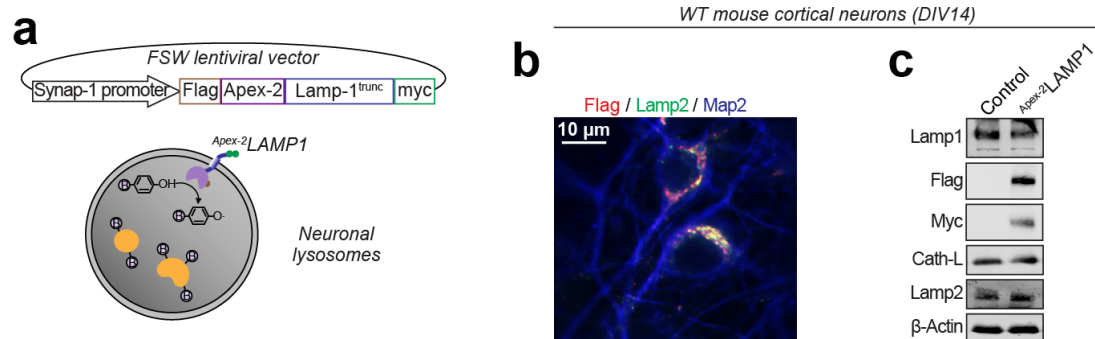 WT mouse cortical neurons (DIV14)
a
FSW lentiviral vector
Synap-1 promoter
Flag
Apex-2
Lamp-1trunc
myc
Apex-2LAMP1
B
OH
B
O·
B
B
B
B
B
Neuronal
lysosomes
b
Flag / Lamp2 / Map2
10 µm
c
Control
Apex-2LAMP1
Lamp1
Flag
Myc
Cath-L
Lamp2
β-Actin